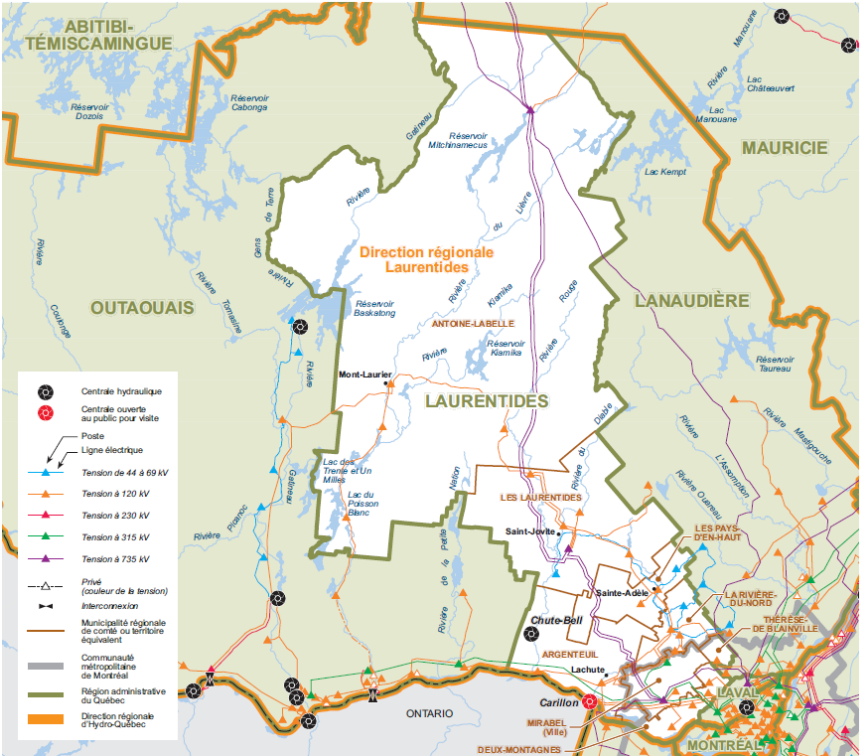 ABITIBI-
TÉMISCAMINGUE
Réservoir
Dozois
Réservoir
Cabonga
Gatineau
Rivière
Réservoir
Mitchinamecus
Rivière
Manouane
Lac
Châteauvert
Lac
Manouane
MAURICIE
Lac Kempt
Rivière
Gens
de Terre
Rivière
du
Lièvre
Direction régionale
Laurentides
Rivière
Coulonge
Rivière
Tomasine
OUTAOUAIS
Réservoir
Baskatong
Rivière
Gatineau
Kiamika
Rivière
Rouge
Rivière
ANTOINE-LABELLE
Réservoir
Kiamika
LANAUDIÈRE
Réservoir
Taureau
Mont-Laurier
LAURENTIDES
Rivière du
Diable
Rivière
L'Assomption
Rivière
Mastigouche
Rivière Ouareau
Lac des
Trente et Un
Milles
Lac du
Poisson
Blanc
Rivière
Picanoc
Rivière
de la
Petite
Nation
LES LAURENTIDES
Saint-Jovite
LES PAYS-
D'EN-HAUT
Sainte-Adèle
LA RIVIÈRE-
DU-NORD
THÉRÈSE-
DE BLAINVILLE
Chute-Bell
ARGENTEUIL
Lachute
Carillon
ONTARIO
MIRABEL
(Ville)
DEUX-MONTAGNES
LAVAL
MONTRÉAL
Centrale hydraulique
Centrale ouverte
au public pour visite
Poste
Ligne électrique
Tension de 44 à 69 kV
Tension à 120 kV
Tension à 230 kV
Tension à 315 kV
Tension à 735 kV
Privé
(couleur de la tension)
Interconnexion
Municipalité régionale
de comté ou territoire
équivalent
Communauté
métropolitaine
de Montréal
Région administrative
du Québec
Direction régionale
d'Hydro-Québec